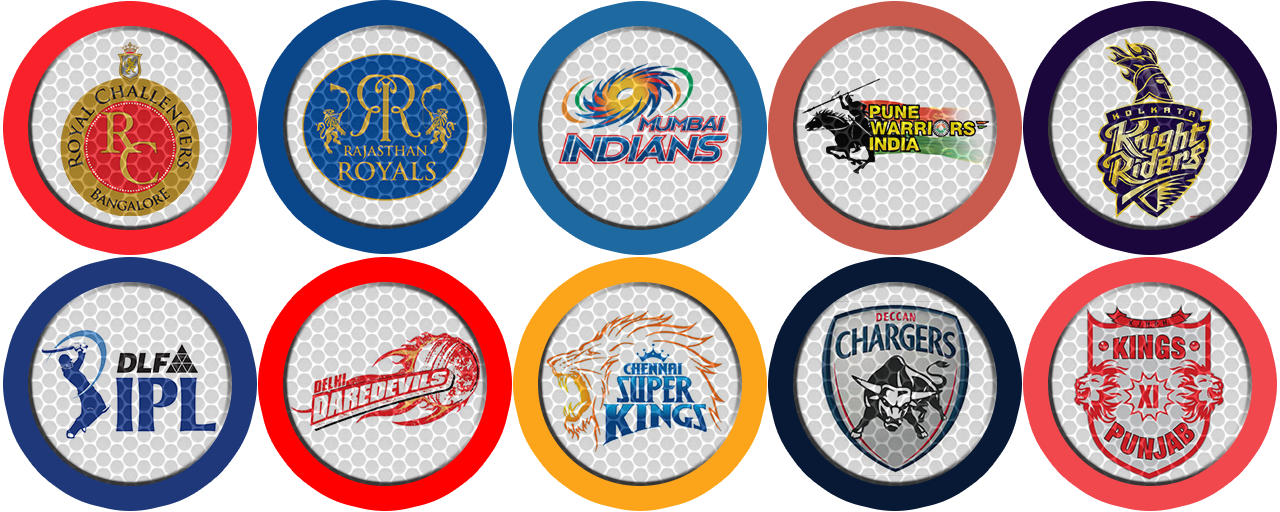 ROYAL CHALLENGERS
RC
BANGALORE
RR
RAJASTHAN
ROYALS
MUMBAI
INDIANS
PUNE
WARRIORS
INDIA
KOLKATA
Knight
Riders
DLF
IPL
DELHI
DAREDEVILS
CHENNAI
SUPER
KINGS
DECCAN
CHARGERS
KINGS
XI
PUNJAB